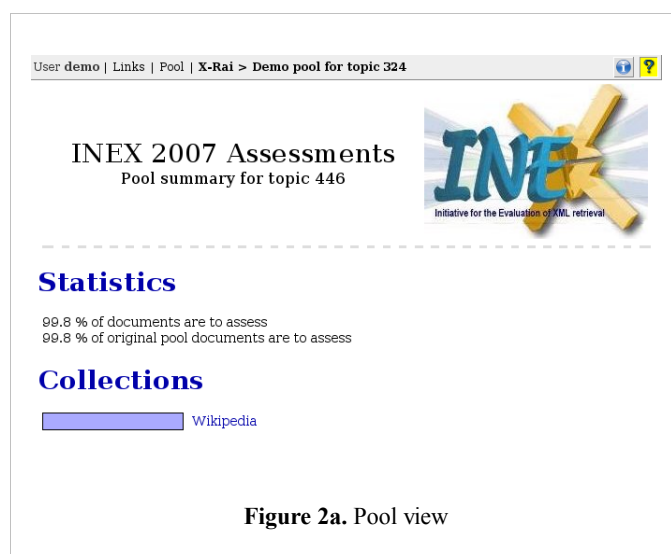 User demo | Links | Pool | X-Rai > Demo pool for topic 324
?
INEX 2007 Assessments
Pool summary for topic 446
INEX
Initiative for the Evaluation of XML retrieval
Statistics
99.8 % of documents are to assess
99.8 % of original pool documents are to assess
Collections
Wikipedia
Figure 2a. Pool view